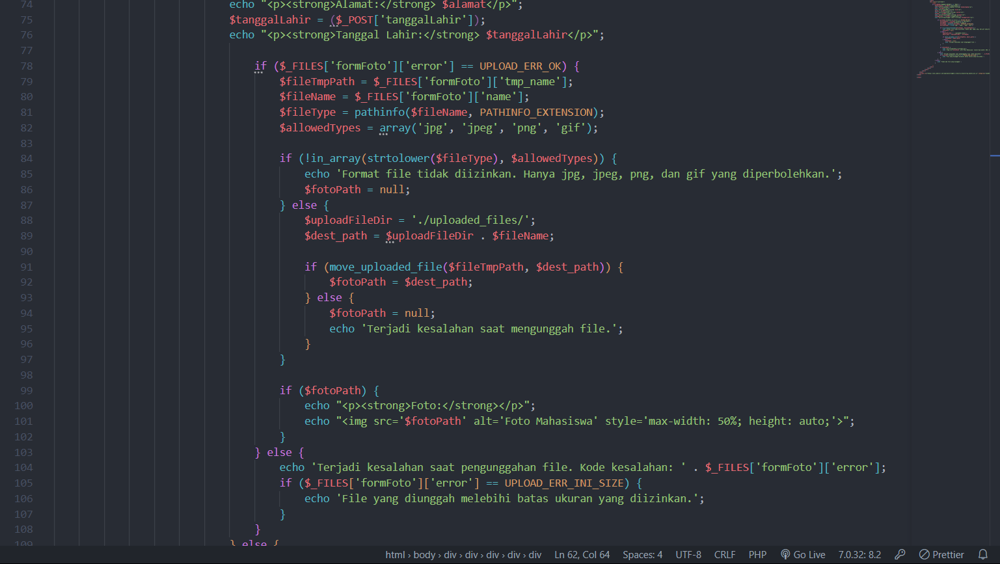 74 echo "<p><strong>Alamat:</strong> $alamat</p>";
75 $tanggalLahir = ($_POST['tanggalLahir']);
76 echo "<p><strong>Tanggal Lahir:</strong> $tanggalLahir</p>";
77
78 if ($_FILES['formFoto']['error'] == UPLOAD_ERR_OK) {
79 $fileTmpPath = $_FILES['formFoto']['tmp_name'];
80 $fileName = $_FILES['formFoto']['name'];
81 $fileType = pathinfo($fileName, PATHINFO_EXTENSION);
82 $allowedTypes = array('jpg', 'jpeg', 'png', 'gif');
83
84 if (!in_array(strtolower($fileType), $allowedTypes)) {
85 echo 'Format file tidak diizinkan. Hanya jpg, jpeg, png, dan gif yang diperbolehkan.';
86 $fotoPath = null;
87 } else {
88 $uploadFileDir = './uploaded_files/';
89 $dest_path = $uploadFileDir . $fileName;
90
91 if (move_uploaded_file($fileTmpPath, $dest_path)) {
92 $fotoPath = $dest_path;
93 } else {
94 $fotoPath = null;
95 echo 'Terjadi kesalahan saat mengunggah file.';
96 }
97 }
98
99 if ($fotoPath) {
100 echo "<p><strong>Foto:</strong></p>";
101 echo "<img src='$fotoPath' alt='Foto Mahasiswa' style='max-width: 50%; height: auto;'>";
102 }
103 } else {
104 echo 'Terjadi kesalahan saat pengunggahan file. Kode kesalahan: ' . $_FILES['formFoto']['error'];
105 if ($_FILES['formFoto']['error'] == UPLOAD_ERR_INI_SIZE) {
106 echo 'File yang diunggah melebihi batas ukuran yang diizinkan.';
107 }
108 }
109 } else {
html › body › div › div › div › div › div Ln 62, Col 64 Spaces: 4 UTF-8 CRLF PHP Go Live 7.0.32: 8.2 Prettier